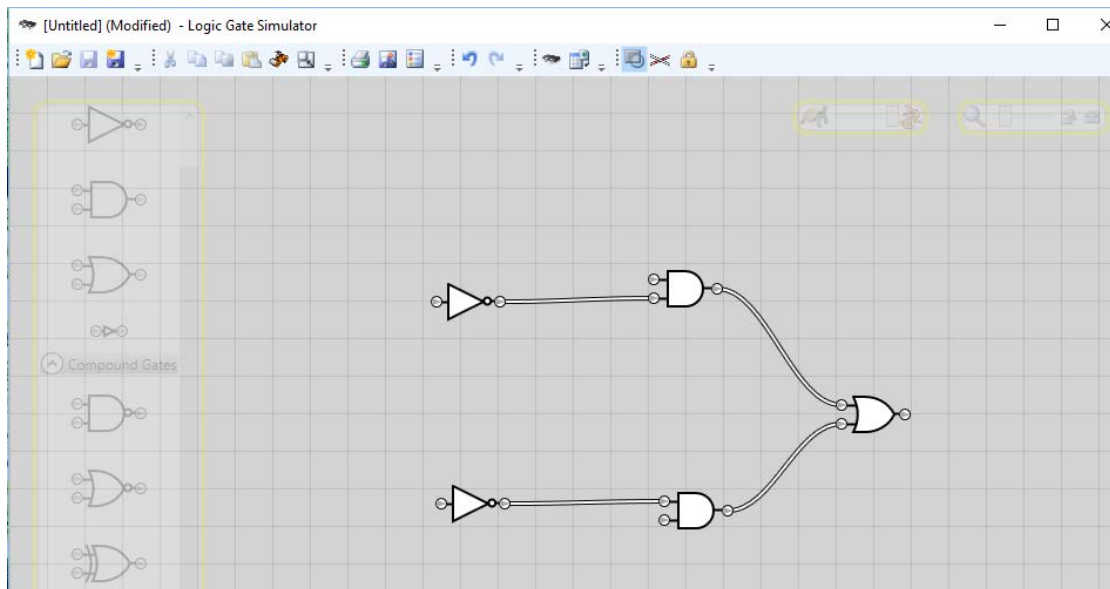 [Untitled] (Modified) - Logic Gate Simulator
Compound Gates